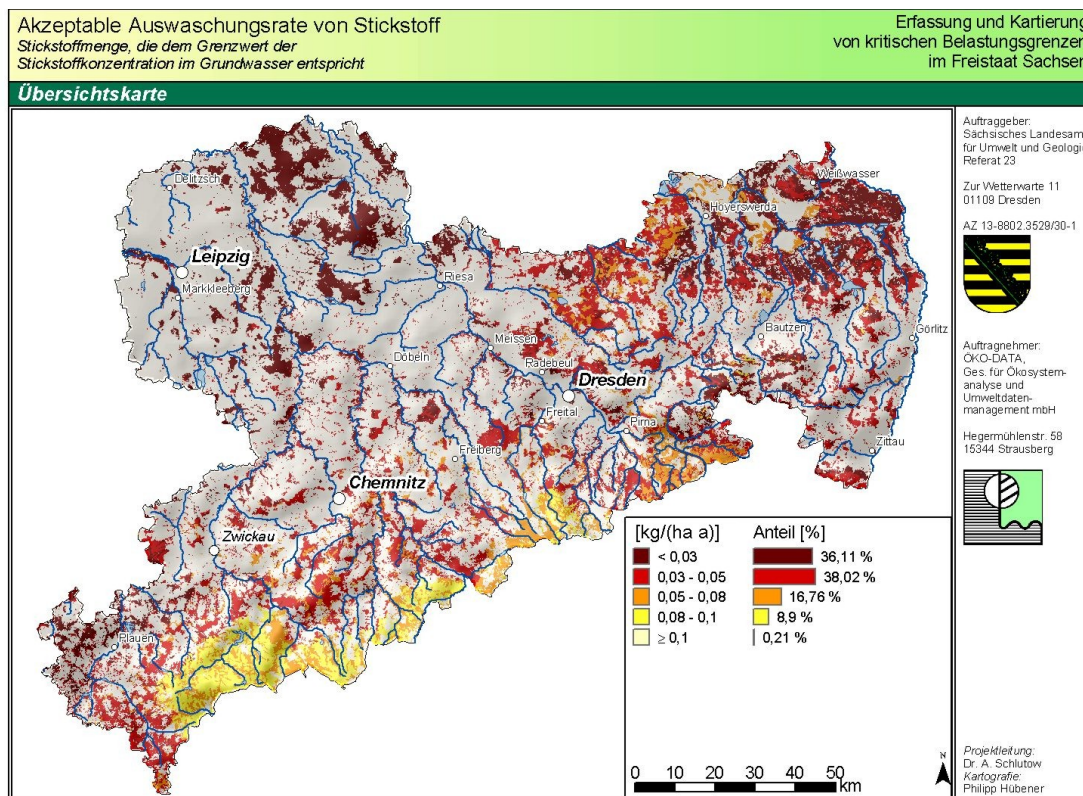 Akzeptable Auswaschungsrate von Stickstoff
Stickstoffmenge, die dem Grenzwert der
Stickstoffkonzentration im Grundwasser entspricht
Erfassung und Kartierung
von kritischen Belastungsgrenzen
im Freistaat Sachsen
Übersichtskarte
Delitzsch
Leipzig
Markkleeberg
Riesa
Döbeln
Meissen
Radebeul
Dresden
Freital
Pirna
Freiberg
Chemnitz
Zwickau
Plauen
Weißwasser
Hoyerswerda
Bautzen
Görlitz
Zittau
[kg/(ha a)] Anteil [%]
< 0,03 36,11 %
0,03 - 0,05 38,02 %
0,05 - 0,08 16,76 %
0,08 - 0,1 8,9 %
≥ 0,1 0,21 %
0 10 20 30 40 50
km
N
Auftraggeber:
Sächsisches Landesam
für Umwelt und Geologie
Referat 23
Zur Wetterwarte 11
01109 Dresden
AZ 13-8802.3529/30-1
Auftragnehmer:
ÖKO-DATA,
Ges. für Ökosystem-
analyse und
Umweltdaten-
management mbH
Hegermühlenstr. 58
15344 Strausberg
Projektleitung:
Dr. A. Schlutow
Kartografie:
Philipp Hübener